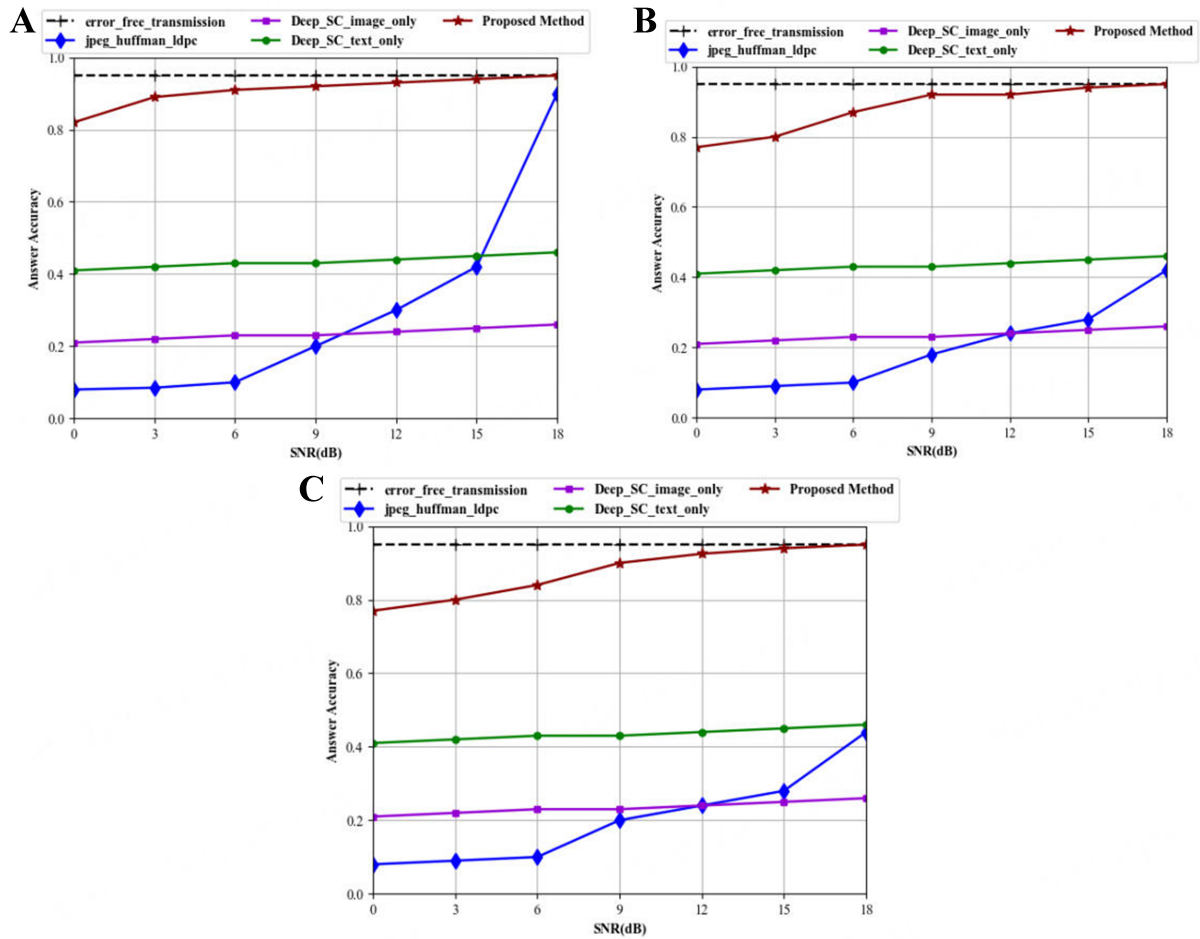 A
error_free_transmission Deep_SC_image_only Proposed Method
jpeg_huffman_ldpc Deep_SC_text_only
1.0
0.8
0.6
0.4
0.2
0.0
Answer Accuracy
0 3 6 9 12 15 18
SNR(dB)
B
error_free_transmission Deep_SC_image_only Proposed Method
jpeg_huffman_ldpc Deep_SC_text_only
1.0
0.8
0.6
0.4
0.2
0.0
Answer Accuracy
0 3 6 9 12 15 18
SNR(dB)
C
error_free_transmission Deep_SC_image_only Proposed Method
jpeg_huffman_ldpc Deep_SC_text_only
1.0
0.8
0.6
0.4
0.2
0.0
Answer Accuracy
0 3 6 9 12 15 18
SNR(dB)